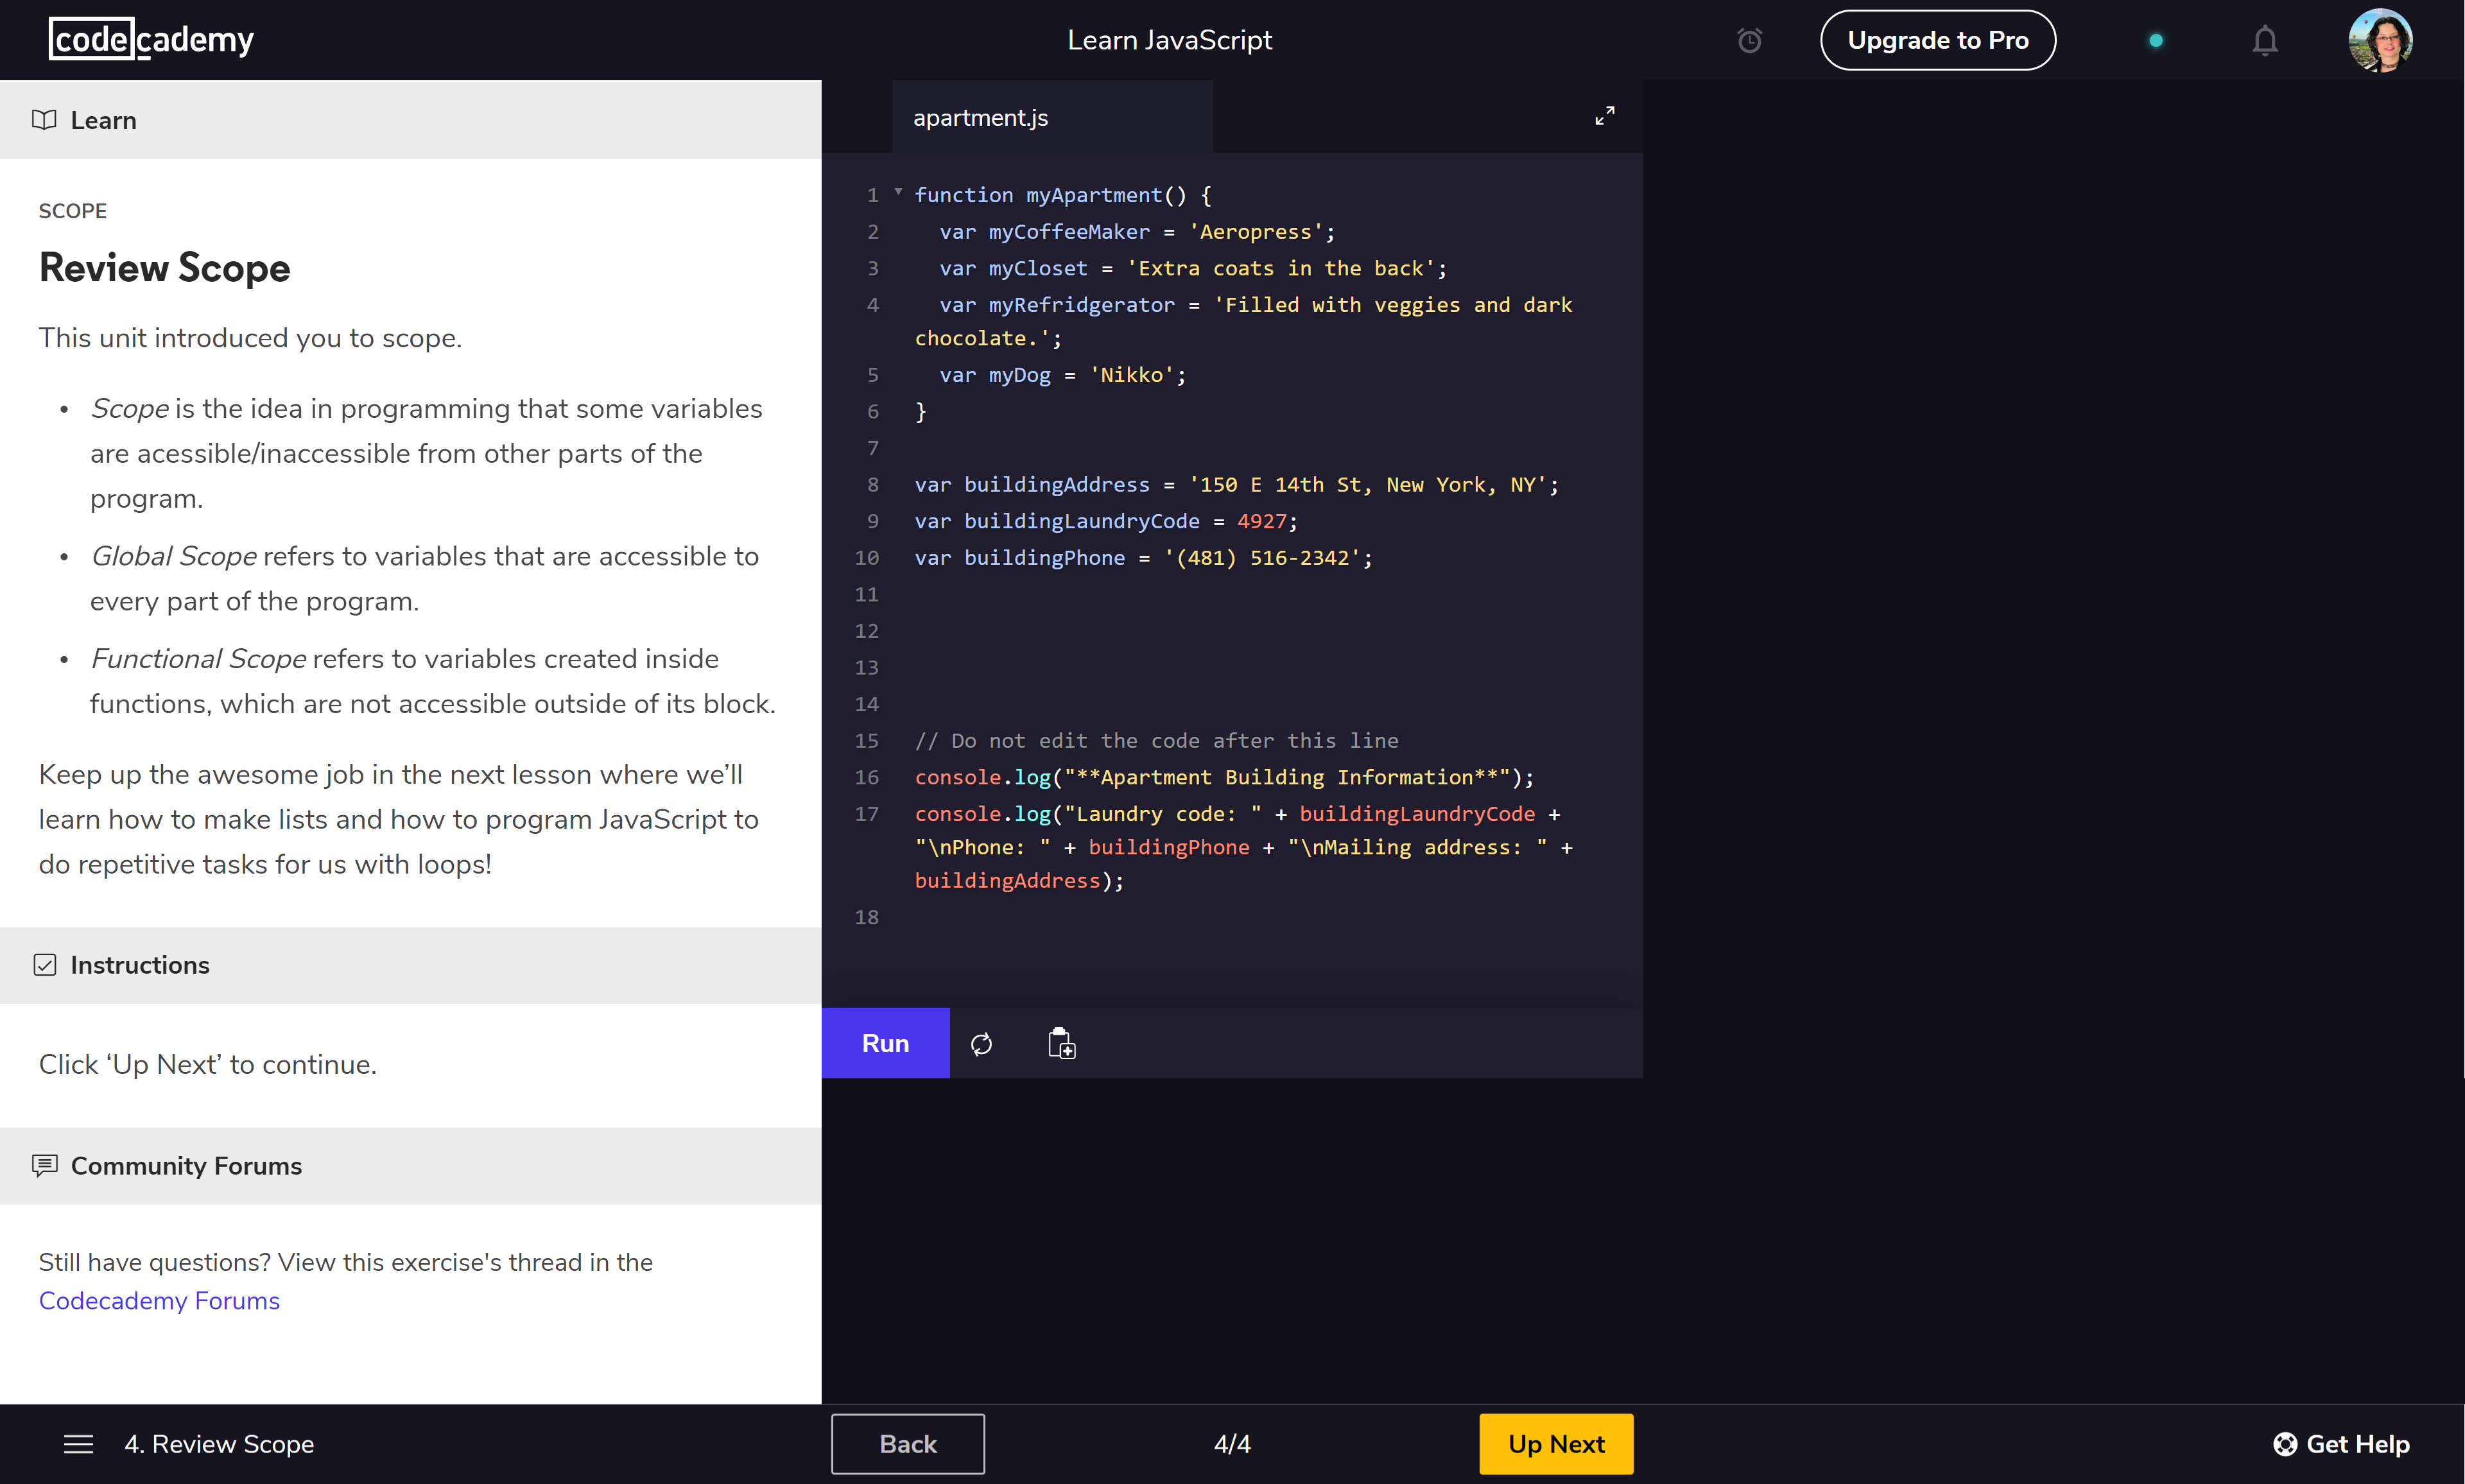 codecademy
Learn JavaScript
Upgrade to Pro
Learn
SCOPE
Review Scope
This unit introduced you to scope.
• Scope is the idea in programming that some variables
are acessible/inaccessible from other parts of the
program.
• Global Scope refers to variables that are accessible to
every part of the program.
• Functional Scope refers to variables created inside
functions, which are not accessible outside of its block.
Keep up the awesome job in the next lesson where we’ll
learn how to make lists and how to program JavaScript to
do repetitive tasks for us with loops!
Instructions
Click ‘Up Next’ to continue.
Community Forums
Still have questions? View this exercise's thread in the
Codecademy Forums
apartment.js
1 function myApartment() {
2 var myCoffeeMaker = 'Aeropress';
3 var myCloset = 'Extra coats in the back';
4 var myRefridgerator = 'Filled with veggies and dark
chocolate.';
5 var myDog = 'Nikko';
6 }
7
8 var buildingAddress = '150 E 14th St, New York, NY';
9 var buildingLaundryCode = 4927;
10 var buildingPhone = '(481) 516-2342';
11
12
13
14
15 // Do not edit the code after this line
16 console.log("**Apartment Building Information**");
17 console.log("Laundry code: " + buildingLaundryCode +
"\nPhone: " + buildingPhone + "\nMailing address: " +
buildingAddress);
18
Run
4. Review Scope
Back
4/4
Up Next
Get Help